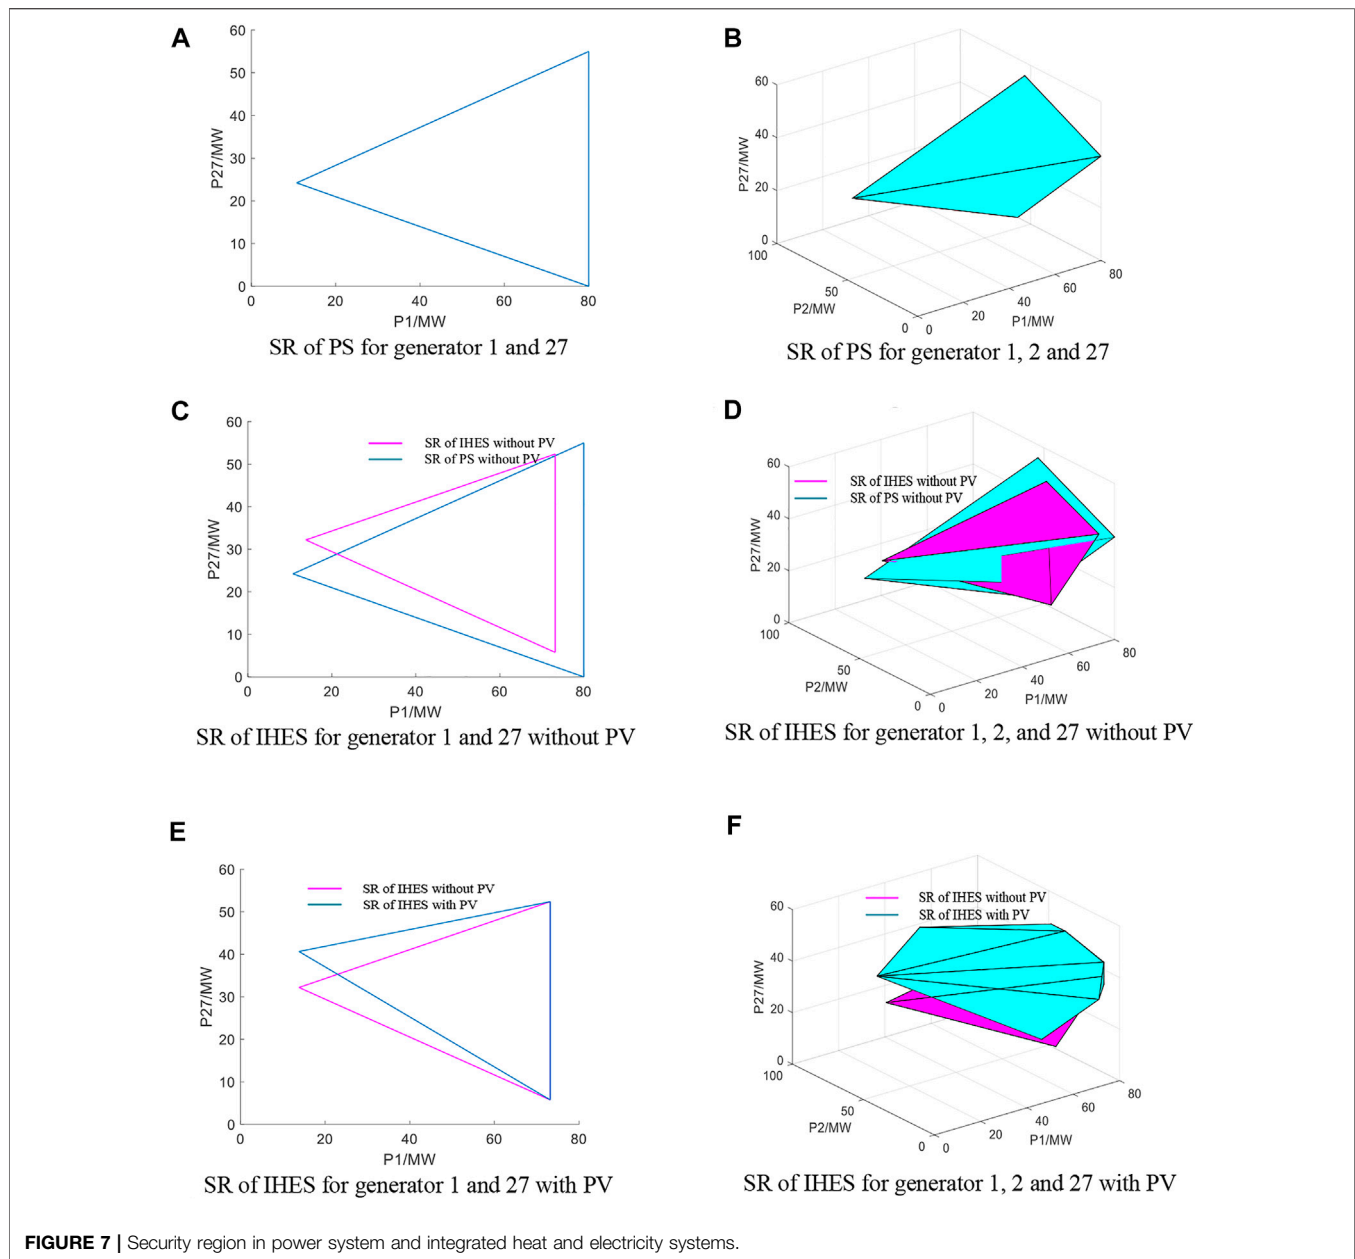 A
60
50
40
30
20
10
0
P27/MW
0 20 40 60 80
P1/MW
SR of PS for generator 1 and 27
B
60
40
20
0
P27/MW
100
50
0
P2/MW
0
20
40
60
80
P1/MW
SR of PS for generator 1, 2 and 27
C
60
50
40
30
20
10
0
P27/MW
SR of IHES without PV
SR of PS without PV
0 20 40 60 80
P1/MW
SR of IHES for generator 1 and 27 without PV
D
60
40
20
0
P27/MW
SR of IHES without PV
SR of PS without PV
100
50
0
P2/MW
0
20
40
60
80
P1/MW
SR of IHES for generator 1, 2, and 27 without PV
E
60
50
40
30
20
10
0
P27/MW
SR of IHES without PV
SR of IHES with PV
0 20 40 60 80
P1/MW
SR of IHES for generator 1 and 27 with PV
F
60
40
20
0
P27/MW
SR of IHES without PV
SR of IHES with PV
100
50
0
P2/MW
0
20
40
60
80
P1/MW
SR of IHES for generator 1, 2 and 27 with PV
FIGURE 7 | Security region in power system and integrated heat and electricity systems.